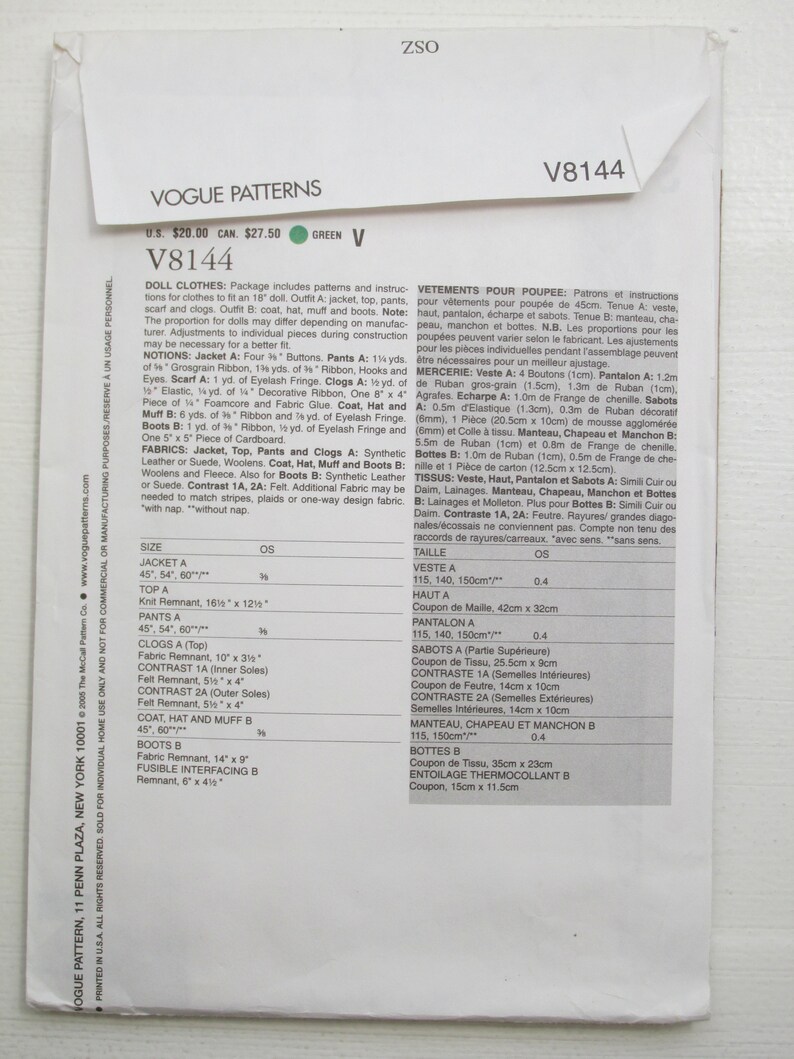 ZSO
VOGUE PATTERNS
V8144
U.S. $20.00 CAN. $27.50 GREEN V
V8144
DOLL CLOTHES: Package includes patterns and instruc-
tions for clothes to fit an 18" doll. Outfit A: jacket, top, pants,
scarf and clogs. Outfit B: coat, hat, muff and boots. Note:
The proportion for dolls may differ depending on manufac-
turer. Adjustments to individual pieces during construction
may be necessary for a better fit.
NOTIONS: Jacket A: Four ⅜" Buttons. Pants A: 1¼ yds.
of ⅝" Grosgrain Ribbon, 1⅜ yds. of ⅜" Ribbon, Hooks and
Eyes. Scarf A: 1 yd. of Eyelash Fringe. Clogs A: ½ yd. of
½" Elastic, ¼ yd. of ¼" Decorative Ribbon, One 8" x 4"
Piece of ¼" Foamcore and Fabric Glue. Coat, Hat and
Muff B: 6 yds. of ⅜" Ribbon and ⅞ yd. of Eyelash Fringe.
Boots B: 1 yd. of ⅜" Ribbon, ½ yd. of Eyelash Fringe and
One 5" x 5" Piece of Cardboard.
FABRICS: Jacket, Top, Pants and Clogs A: Synthetic
Leather or Suede, Woolens. Coat, Hat, Muff and Boots B:
Woolens and Fleece. Also for Boots B: Synthetic Leather
or Suede. Contrast 1A, 2A: Felt. Additional Fabric may be
needed to match stripes, plaids or one-way design fabric.
*with nap. **without nap.
SIZE OS
JACKET A
45", 54", 60"*/** ⅜
TOP A
Knit Remnant, 16½" x 12½"
PANTS A
45", 54", 60"*/** ⅜
CLOGS A (Top)
Fabric Remnant, 10" x 3½"
CONTRAST 1A (Inner Soles)
Felt Remnant, 5½" x 4"
CONTRAST 2A (Outer Soles)
Felt Remnant, 5½" x 4"
COAT, HAT AND MUFF B
45", 60"*/** ⅜
BOOTS B
Fabric Remnant, 14" x 9"
FUSIBLE INTERFACING B
Remnant, 6" x 4½"
VETEMENTS POUR POUPEE: Patrons et instructions
pour vêtements pour poupée de 45cm. Tenue A: veste,
haut, pantalon, écharpe et sabots. Tenue B: manteau, cha-
peau, manchon et bottes. N.B. Les proportions pour les
poupées peuvent varier selon le fabricant. Les ajustements
pour les pièces individuelles pendant l'assemblage peuvent
être nécessaires pour un meilleur ajustage.
MERCERIE: Veste A: 4 Boutons (1cm). Pantalon A: 1.2m
de Ruban gros-grain (1.5cm), 1.3m de Ruban (1cm),
Agrafes. Echarpe A: 1.0m de Frange de chenille. Sabots
A: 0.5m d'Elastique (1.3cm), 0.3m de Ruban décoratif
(6mm), 1 Pièce (20.5cm x 10cm) de mousse agglomérée
(6mm) et Colle à tissu. Manteau, Chapeau et Manchon B:
5.5m de Ruban (1cm) et 0.8m de Frange de chenille.
Bottes B: 1.0m de Ruban (1cm), 0.5m de Frange de che-
nille et 1 Pièce de carton (12.5cm x 12.5cm).
TISSUS: Veste, Haut, Pantalon et Sabots A: Simili Cuir ou
Daim, Lainages. Manteau, Chapeau, Manchon et Bottes
B: Lainages et Molleton. Plus pour Bottes B: Simili Cuir ou
Daim. Contraste 1A, 2A: Feutre. Rayures/ grandes diago-
nales/écossais ne conviennent pas. Compte non tenu des
raccords de rayures/carreaux. *avec sens. **sans sens.
TAILLE OS
VESTE A
115, 140, 150cm*/** 0.4
HAUT A
Coupon de Maille, 42cm x 32cm
PANTALON A
115, 140, 150cm*/** 0.4
SABOTS A (Partie Supérieure)
Coupon de Tissu, 25.5cm x 9cm
CONTRASTE 1A (Semelles Intérieures)
Coupon de Feutre, 14cm x 10cm
CONTRASTE 2A (Semelles Extérieures)
Semelles Intérieures, 14cm x 10cm
MANTEAU, CHAPEAU ET MANCHON B
115, 150cm*/** 0.4
BOTTES B
Coupon de Tissu, 35cm x 23cm
ENTOILAGE THERMOCOLLANT B
Coupon, 15cm x 11.5cm
VOGUE PATTERN, 11 PENN PLAZA, NEW YORK 10001 © 2005 The McCall Pattern Co. ● www.voguepatterns.com
● PRINTED IN U.S.A. ALL RIGHTS RESERVED. SOLD FOR INDIVIDUAL HOME USE ONLY AND NOT FOR COMMERCIAL OR MANUFACTURING PURPOSES./RESERVÉ À UN USAGE PERSONNEL.